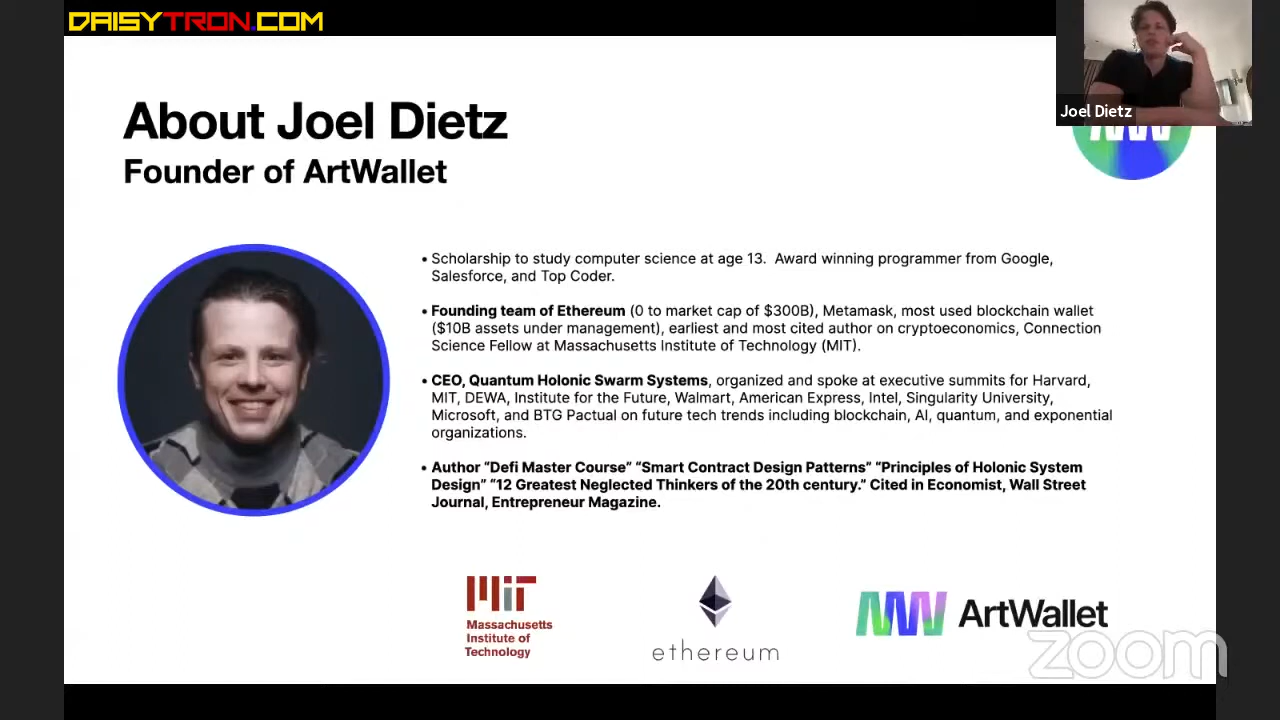 DAISYTRON.COM
Joel Dietz
About Joel Dietz
Founder of ArtWallet
• Scholarship to study computer science at age 13.  Award winning programmer from Google,
Salesforce, and Top Coder.
• Founding team of Ethereum (0 to market cap of $300B), Metamask, most used blockchain wallet
($10B assets under management), earliest and most cited author on cryptoeconomics, Connection
Science Fellow at Massachusetts Institute of Technology (MIT).
• CEO, Quantum Holonic Swarm Systems, organized and spoke at executive summits for Harvard,
MIT, DEWA, Institute for the Future, Walmart, American Express, Intel, Singularity University,
Microsoft, and BTG Pactual on future tech trends including blockchain, AI, quantum, and exponential
organizations.
• Author “Defi Master Course” “Smart Contract Design Patterns” “Principles of Holonic System
Design” “12 Greatest Neglected Thinkers of the 20th century.” Cited in Economist, Wall Street
Journal, Entrepreneur Magazine.
MIT
Massachusetts
Institute of
Technology
ethereum
ArtWallet
zoom